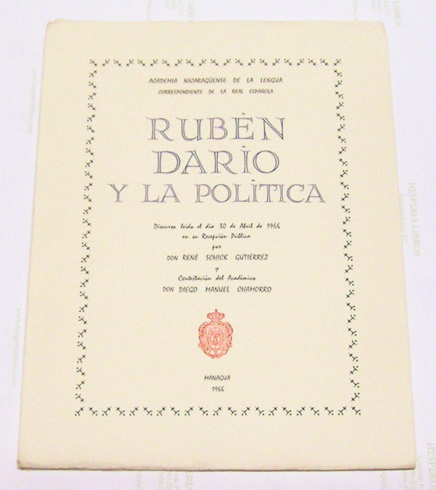 ACADEMIA NICARAGÜENSE DE LA LENGUA
CORRESPONDIENTE DE LA REAL ESPAÑOLA
RUBÈN
DARÌO
Y LA POLÌTICA
Discurso leído el día 30 de Abril de 1966
en su Recepción Pública
por
DON RENÉ SCHICK GUTIÉRREZ
y
Contestación del Académico
DON DIEGO MANUEL CHAMORRO
MANAGUA
1966